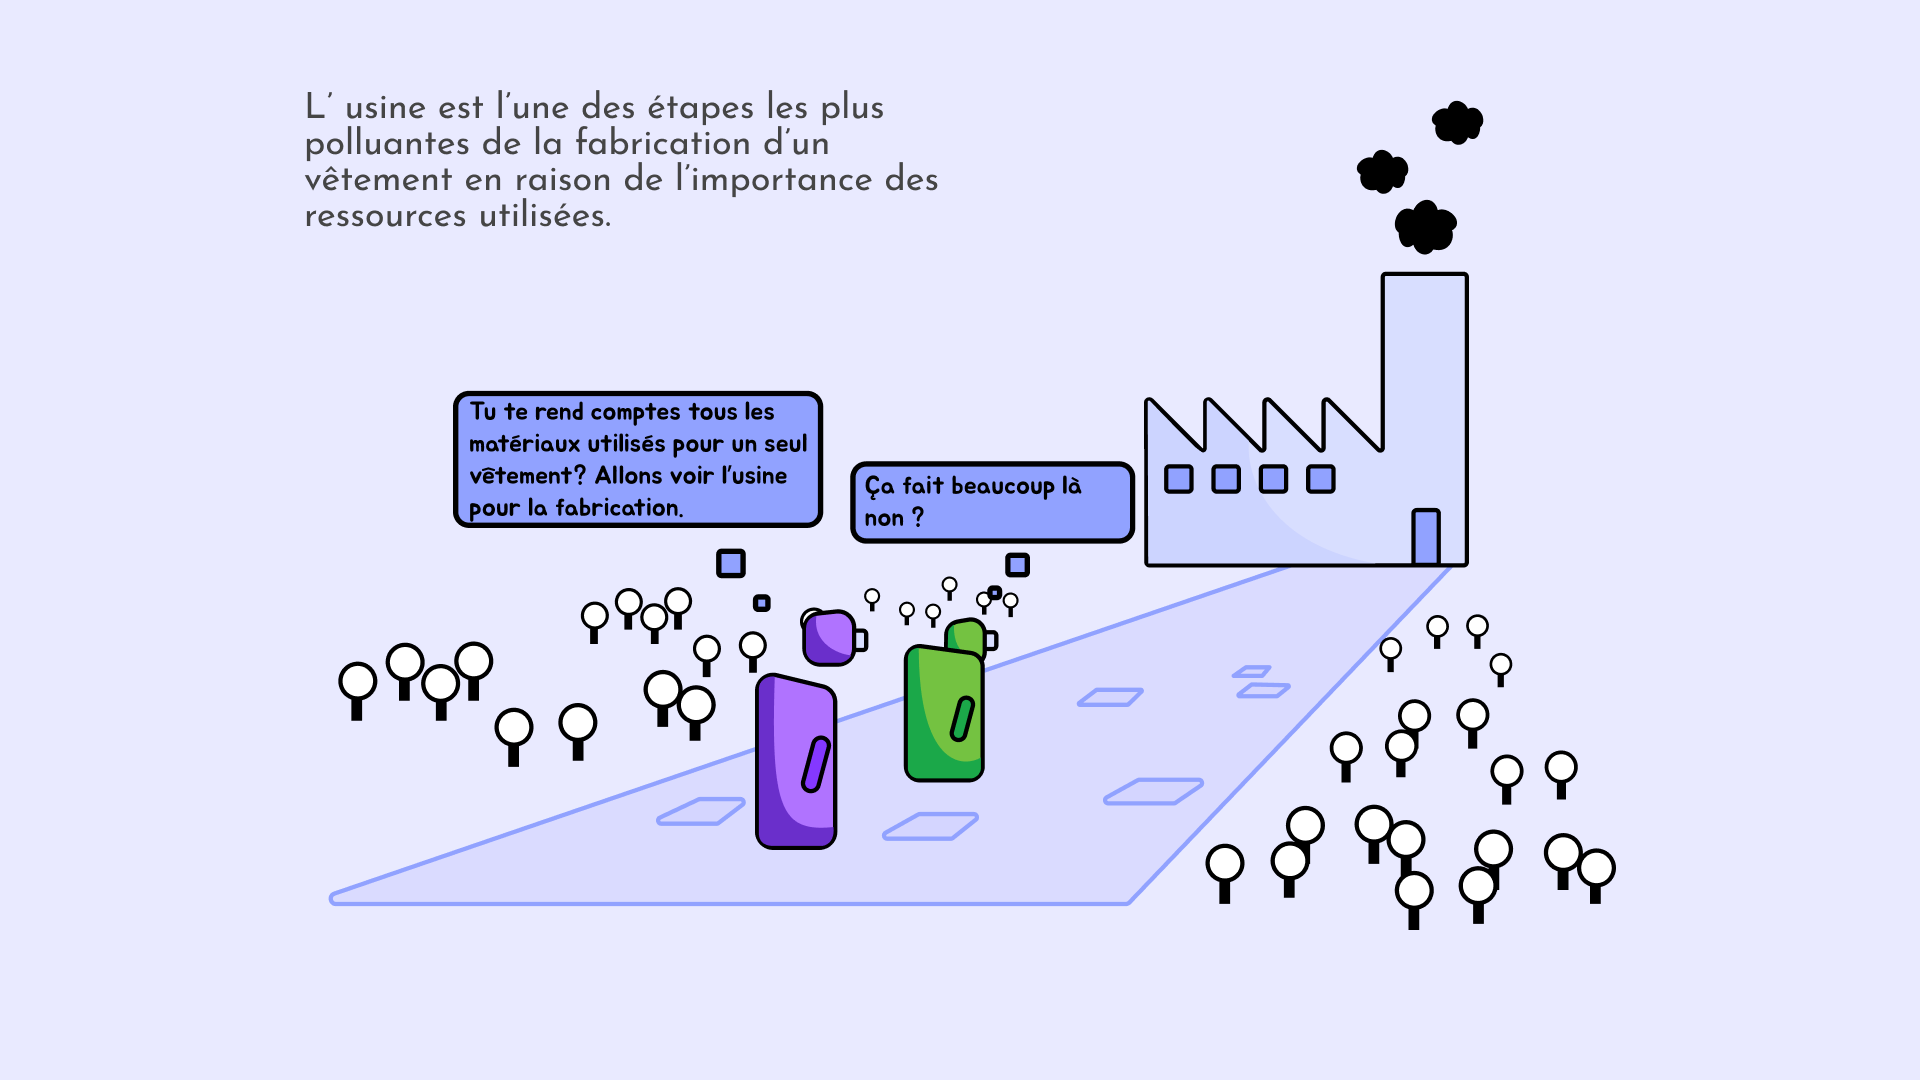 L’ usine est l’une des étapes les plus
polluantes de la fabrication d’un
vêtement en raison de l’importance des
ressources utilisées.
Tu te rend comptes tous les
matériaux utilisés pour un seul
vêtement? Allons voir l’usine
pour la fabrication.
Ça fait beaucoup là
non ?